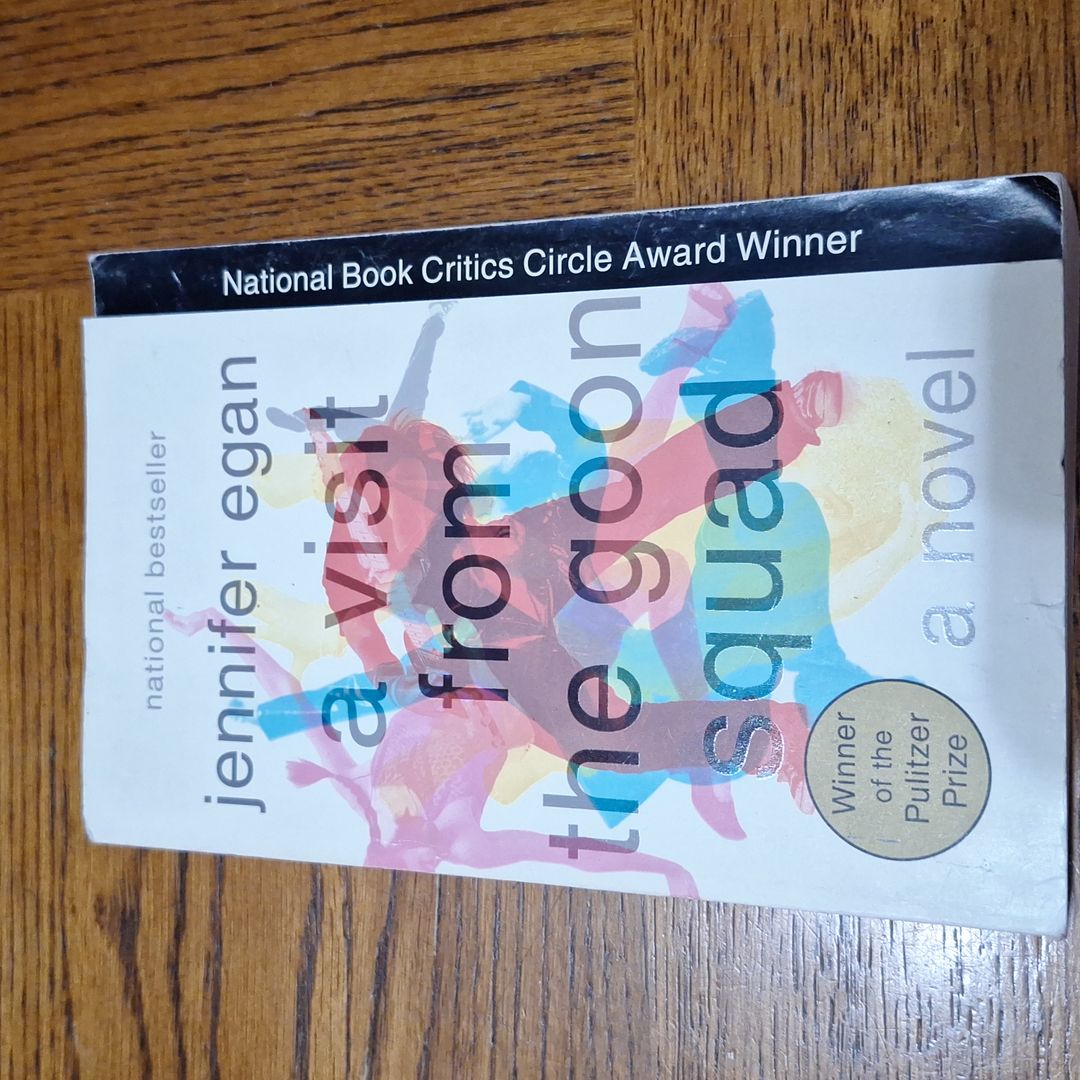 national bestseller
jennifer egan
a visit
from
the goon
squad
a novel
Winner
of the
Pulitzer
Prize
National Book Critics Circle Award Winner